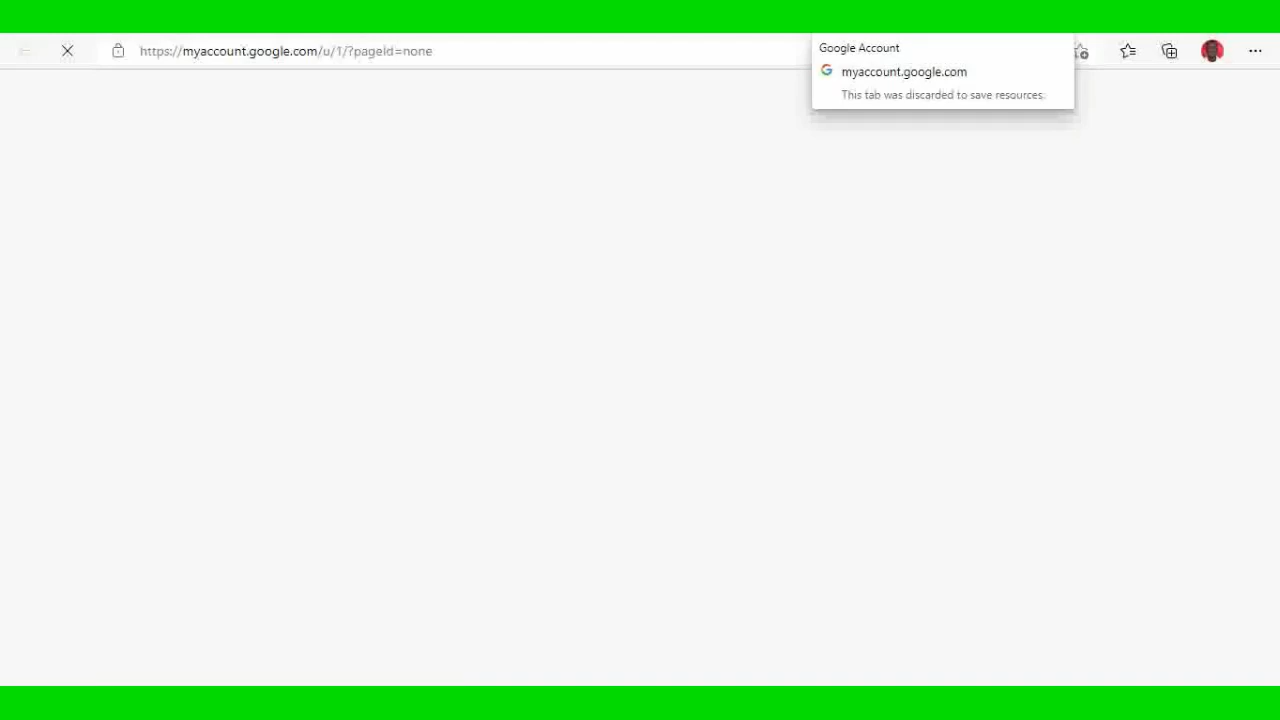 https://myaccount.google.com/u/1/?pageId=none
Google Account
myaccount.google.com
This tab was discarded to save resources.